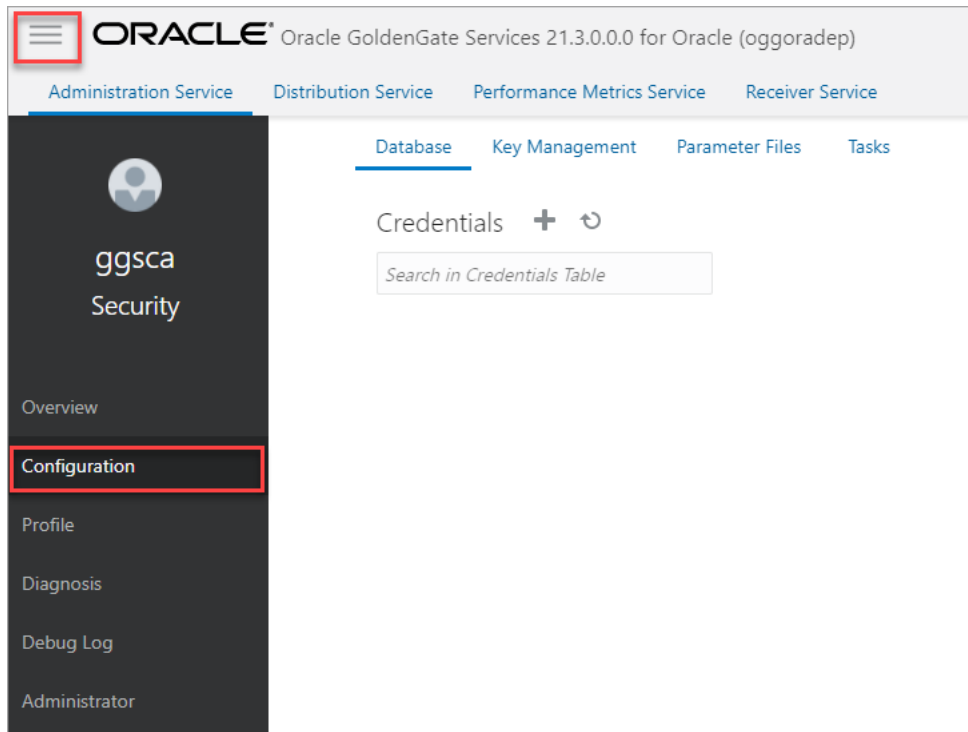 ORACLE® Oracle GoldenGate Services 21.3.0.0.0 for Oracle (oggoradep)
Administration Service Distribution Service Performance Metrics Service Receiver Service
Database Key Management Parameter Files Tasks
Credentials
Search in Credentials Table
ggsca
Security
Overview
Configuration
Profile
Diagnosis
Debug Log
Administrator